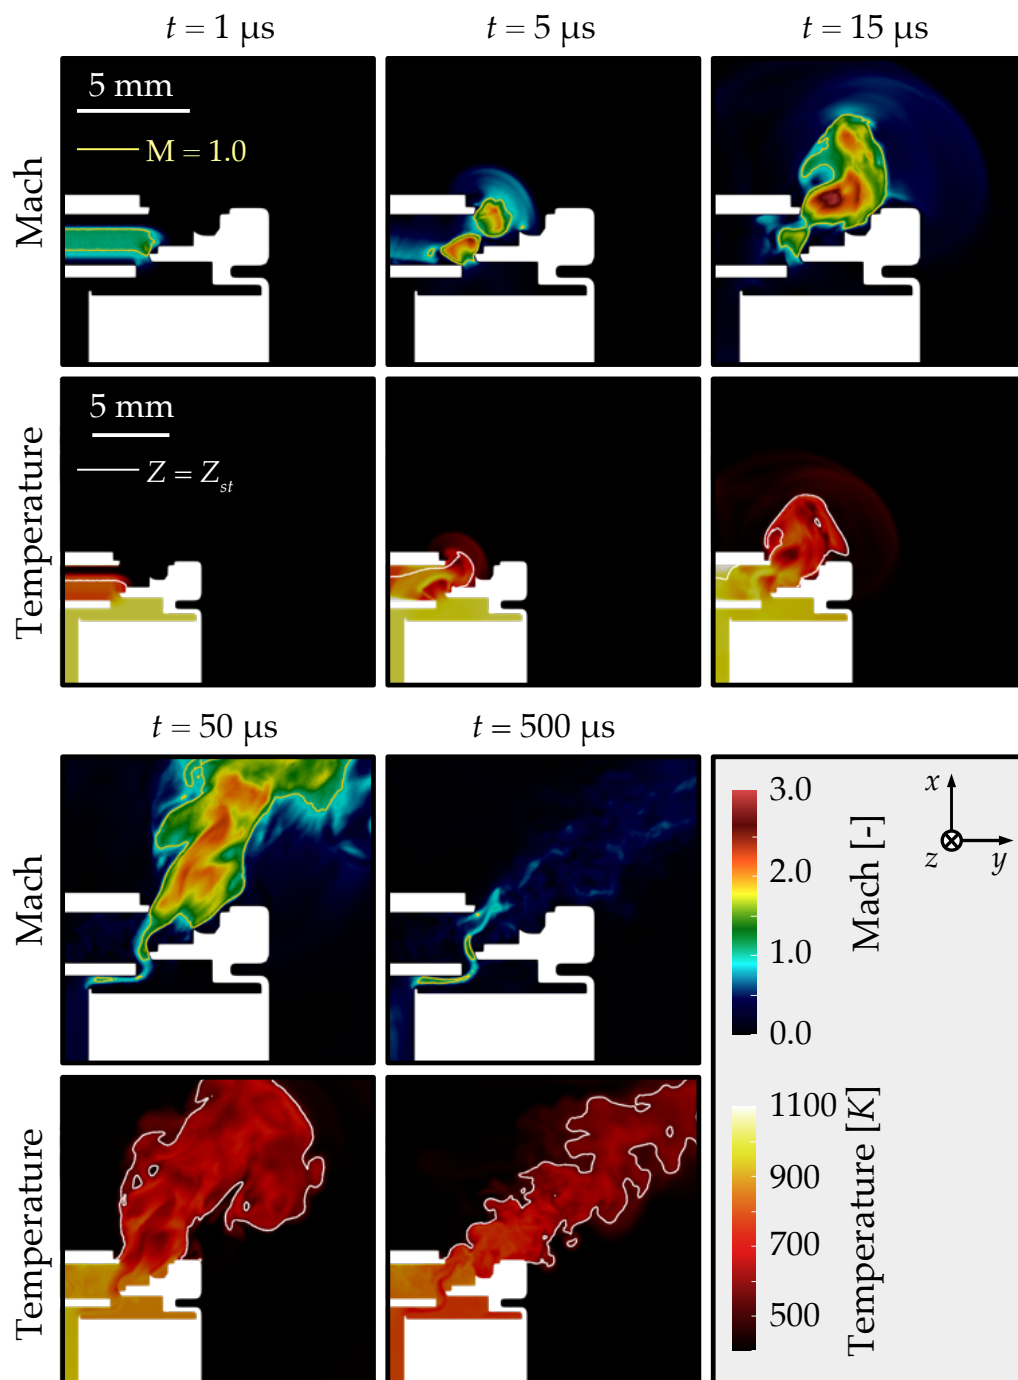 t = 1 μs
t = 5 μs
t = 15 μs
Mach
5 mm
M = 1.0
Temperature
5 mm
Z = Z_st
t = 50 μs
t = 500 μs
Mach
3.0
2.0
1.0
0.0
Mach [-]
x
z
y
Temperature
1100
900
700
500
Temperature [K]